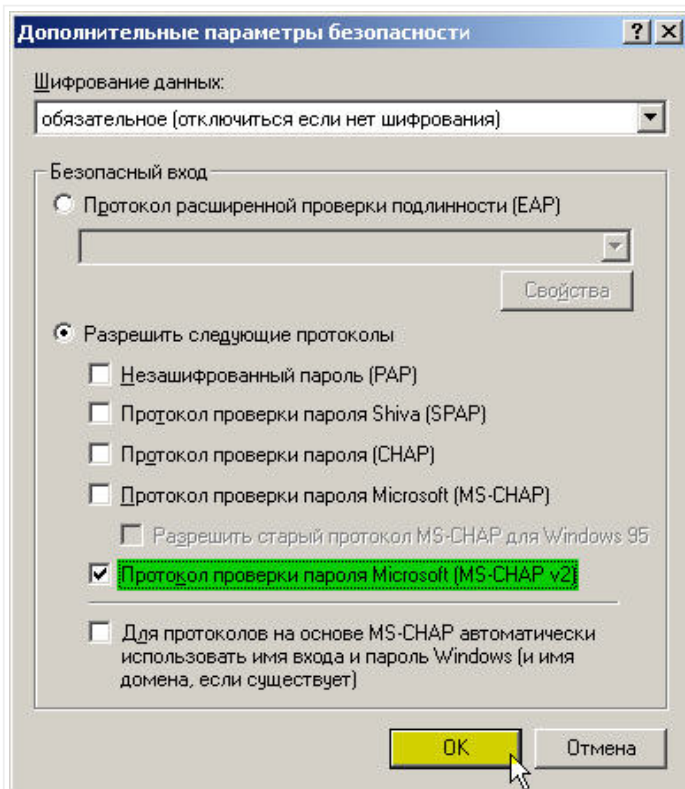 Дополнительные параметры безопасности
Шифрование данных:
обязательное (отключиться если нет шифрования)
Безопасный вход
Протокол расширенной проверки подлинности (EAP)
Свойства
Разрешить следующие протоколы
Незашифрованный пароль (PAP)
Протокол проверки пароля Shiva (SPAP)
Протокол проверки пароля (CHAP)
Протокол проверки пароля Microsoft (MS-CHAP)
Разрешить старый протокол MS-CHAP для Windows 95
Протокол проверки пароля Microsoft (MS-CHAP v2)
Для протоколов на основе MS-CHAP автоматически
использовать имя входа и пароль Windows (и имя
домена, если существует)
OK Отмена